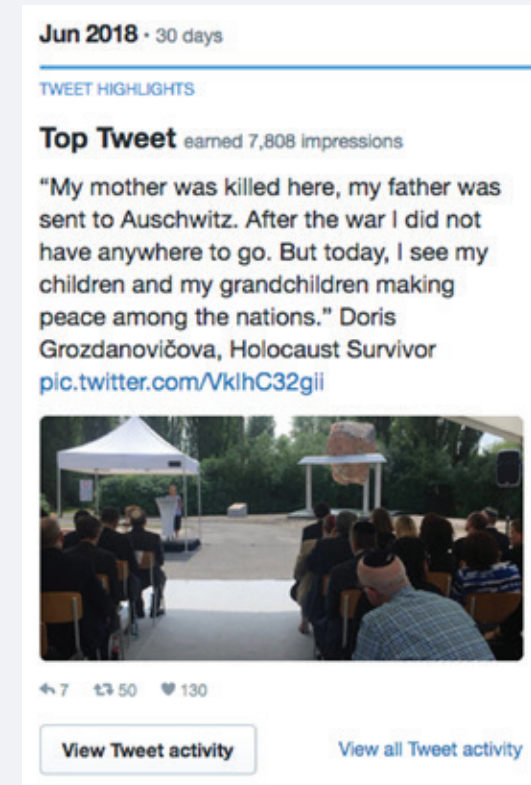 Jun 2018 • 30 days
TWEET HIGHLIGHTS
Top Tweet earned 7,808 impressions
“My mother was killed here, my father was
sent to Auschwitz. After the war I did not
have anywhere to go. But today, I see my
children and my grandchildren making
peace among the nations.” Doris
Grozdanovičova, Holocaust Survivor
pic.twitter.com/VklhC32gii
7 50 130
View Tweet activity View all Tweet activity